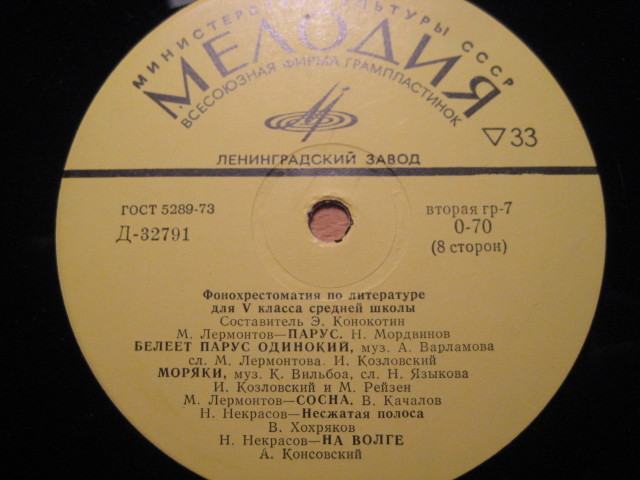 МИНИСТЕРСТВО КУЛЬТУРЫ СССР
МЕЛОДИЯ
ВСЕСОЮЗНАЯ ФИРМА ГРАМПЛАСТИНОК
▽33
ЛЕНИНГРАДСКИЙ ЗАВОД
ГОСТ 5289-73
Д-32791
вторая гр-7
0-70
(8 сторон)
Фонохрестоматия по литературе
для V класса средней школы
Составитель Э. Конокотин
М. Лермонтов—ПАРУС. Н. Мордвинов
БЕЛЕЕТ ПАРУС ОДИНОКИЙ, муз. А. Варламова
сл. М. Лермонтова. И. Козловский
МОРЯКИ, муз. К. Вильбоа, сл. Н. Языкова
И. Козловский и М. Рейзен
М. Лермонтов—СОСНА. В. Качалов
Н. Некрасов—Несжатая полоса
В. Хохряков
Н. Некрасов—НА ВОЛГЕ
А. Консовский